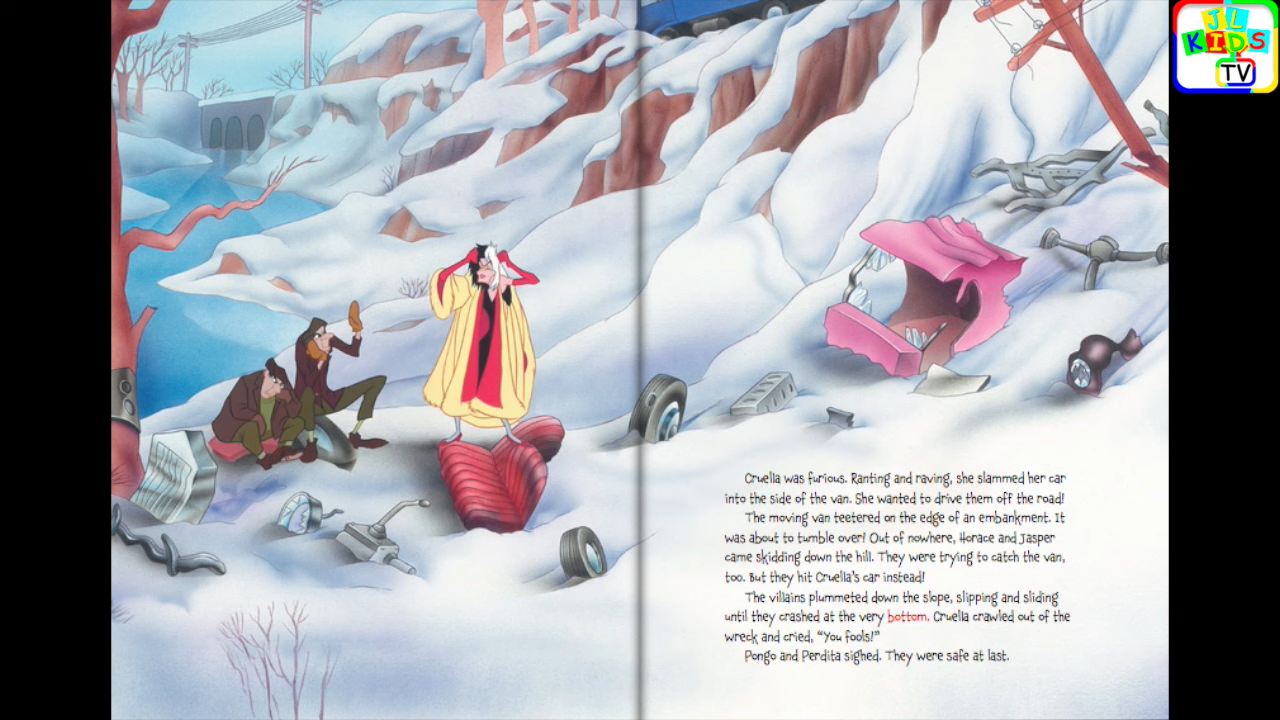 JL
KIDS
TV
Cruella was furious. Ranting and raving, she slammed her car
into the side of the van. She wanted to drive them off the road!
The moving van teetered on the edge of an embankment. It
was about to tumble over! Out of nowhere, Horace and Jasper
came skidding down the hill. They were trying to catch the van,
too. But they hit Cruella's car instead!
The villains plummeted down the slope, slipping and sliding
until they crashed at the very bottom. Cruella crawled out of the
wreck and cried, "You fools!"
Pongo and Perdita sighed. They were safe at last.